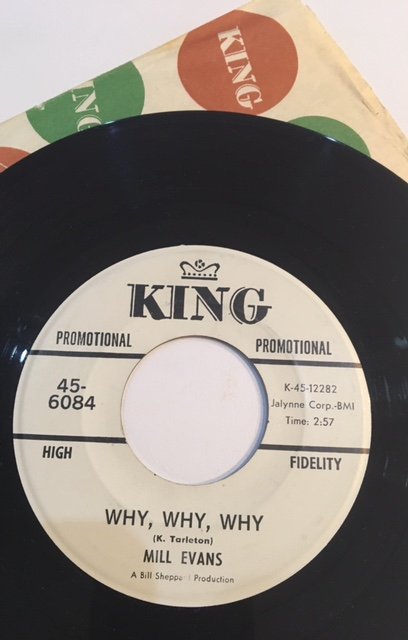 KING
KING
KING
PROMOTIONAL PROMOTIONAL
45-
6084
K-45-12282
Jalynne Corp.-BMI
Time: 2:57
HIGH FIDELITY
WHY, WHY, WHY
(K. Tarleton)
MILL EVANS
A Bill Production